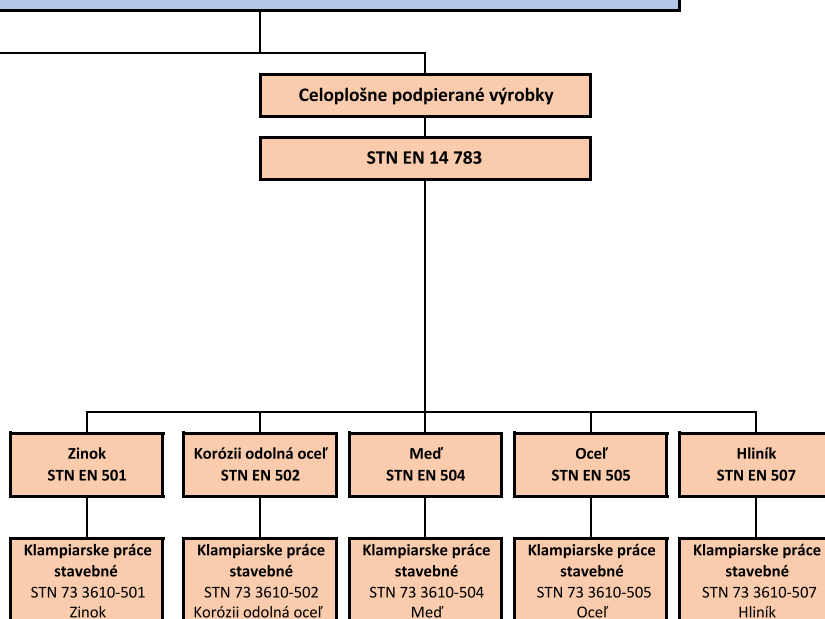 Celoplošne podpierané výrobky
STN EN 14 783
Zinok
STN EN 501
Korózii odolná oceľ
STN EN 502
Meď
STN EN 504
Oceľ
STN EN 505
Hliník
STN EN 507
Klampiarske práce
stavebné
STN 73 3610-501
Zinok
Klampiarske práce
stavebné
STN 73 3610-502
Korózii odolná oceľ
Klampiarske práce
stavebné
STN 73 3610-504
Meď
Klampiarske práce
stavebné
STN 73 3610-505
Oceľ
Klampiarske práce
stavebné
STN 73 3610-507
Hliník